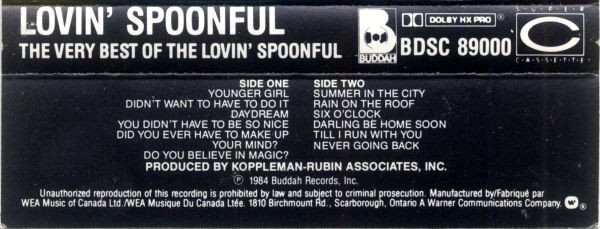 LOVIN' SPOONFUL
THE VERY BEST OF THE LOVIN' SPOONFUL
B
BUDDAH
DOLBY HX PRO ®
BDSC 89000
SUPER
C
CASSETTE
SIDE ONE
YOUNGER GIRL
DIDN'T WANT TO HAVE TO DO IT
DAYDREAM
YOU DIDN'T HAVE TO BE SO NICE
DID YOU EVER HAVE TO MAKE UP
YOUR MIND?
DO YOU BELIEVE IN MAGIC?
SIDE TWO
SUMMER IN THE CITY
RAIN ON THE ROOF
SIX O'CLOCK
DARLING BE HOME SOON
TILL I RUN WITH YOU
NEVER GOING BACK
PRODUCED BY KOPPLEMAN-RUBIN ASSOCIATES, INC.
℗ 1984 Buddah Records, Inc.
Unauthorized reproduction of this recording is prohibited by law and subject to criminal prosecution. Manufactured by/Fabriqué par
WEA Music of Canada Ltd./WEA Musique Du Canada Ltée. 1810 Birchmount Rd., Scarborough, Ontario A Warner Communications Company. W ®.